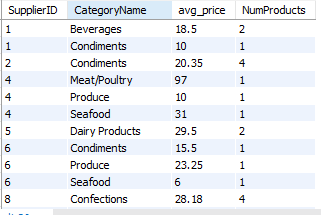 SupplierID CategoryName avg_price NumProducts
1 Beverages 18.5 2
1 Condiments 10 1
2 Condiments 20.35 4
4 Meat/Poultry 97 1
4 Produce 10 1
4 Seafood 31 1
5 Dairy Products 29.5 2
6 Condiments 15.5 1
6 Produce 23.25 1
6 Seafood 6 1
8 Confections 28.18 4